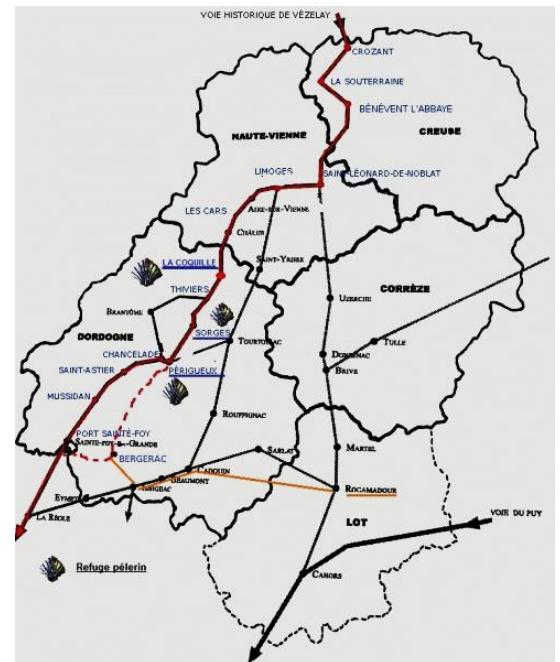 VOIE HISTORIQUE DE VÉZELAY
CROZANT
LA SOUTERRAINE
BÉNÉVENT L'ABBAYE
HAUTE-VIENNE
CREUSE
LIMOGES
SAINT-LÉONARD-DE-NOBLAT
LES CARS
AIXE-SUR-VIENNE
CHÂLUS
LA COQUILLE
SAINT-YRIEIX
THIVIERS
UZERCHE
CORRÈZE
BRANTÔME
SORGES
DORDOGNE
TOURTOIRAC
TULLE
CHANCELADE
DONZENAC
SAINT-ASTIER
PÉRIGUEUX
BRIVE
MUSSIDAN
ROUFFIGNAC
PORT SAINTE-FOY
SAINTE-FOY-LA-GRANDE
SARLAT
MARTEL
BERGERAC
CADOUIN
BEAUMONT
ISSIGEAC
ROCAMADOUR
EYMET
LA RÉOLE
LOT
VOIE DU PUY
Refuge pélerin
CAHORS